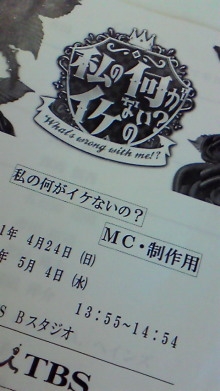 私の何が
イケない?
の
"What's wrong with me!?
私の何がイケないの?
MC・制作用
1年 4月24日(日)
年 5月 4日(水)
13:55~14:54
S Bスタジオ
TBS